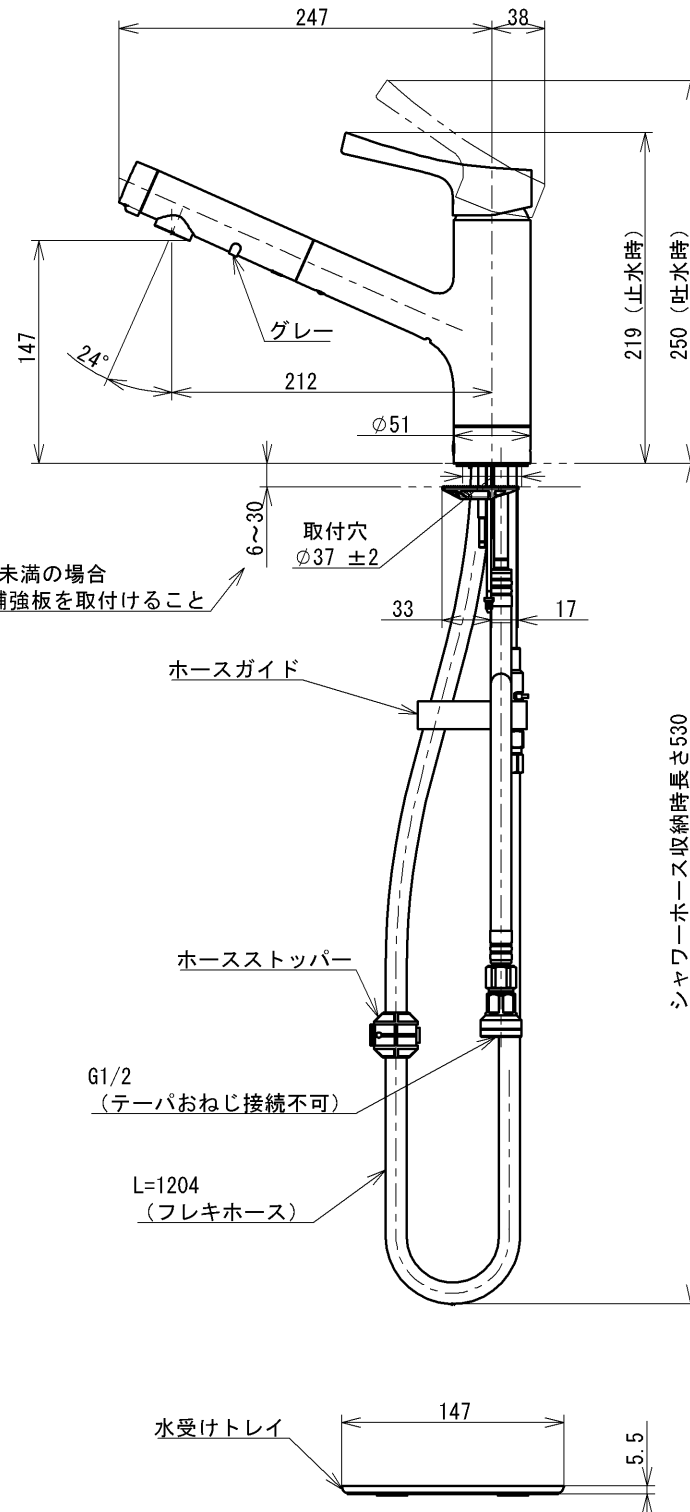 247
38
219（止水時）
250（吐水時）
147
24°
グレー
212
∅51
6～30
取付穴
∅37 ±2
未満の場合
補強板を取付けること
33
17
ホースガイド
シャワーホース収納時長さ530
ホースストッパー
G1/2
（テーパおねじ接続不可）
L=1204
（フレキホース）
水受けトレイ
147
5.5